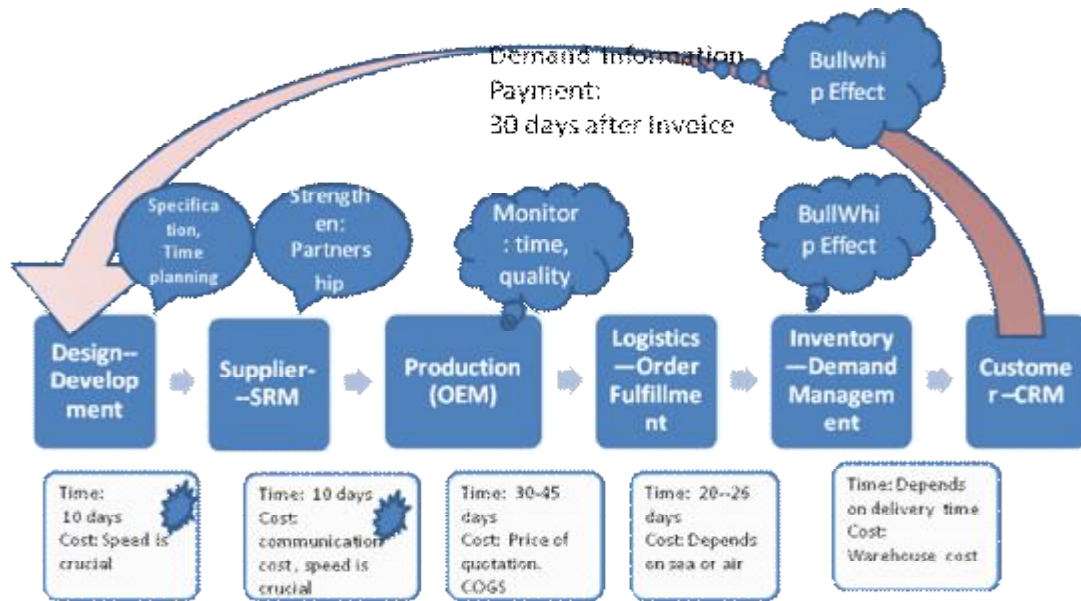 Demand Information
Payment:
30 days after Invoice
Bullwhi
p Effect
Specifica
tion,
Time
planning
Strength
en:
Partners
hip
Monitor
: time,
quality
BullWhi
p Effect
Design--
Develop
ment
Supplier-
--SRM
Production
(OEM)
Logistics
—Order
Fulfillme
nt
Inventory
—Demand
Managem
ent
Custome
r –CRM
Time:
10 days
Cost: Speed is
crucial
Time: 10 days
Cost:
communication
cost, speed is
crucial
Time: 30-45
days
Cost: Price of
quotation.
COGS
Time: 20--26
days
Cost: Depends
on sea or air
Time: Depends
on delivery time
Cost:
Warehouse cost